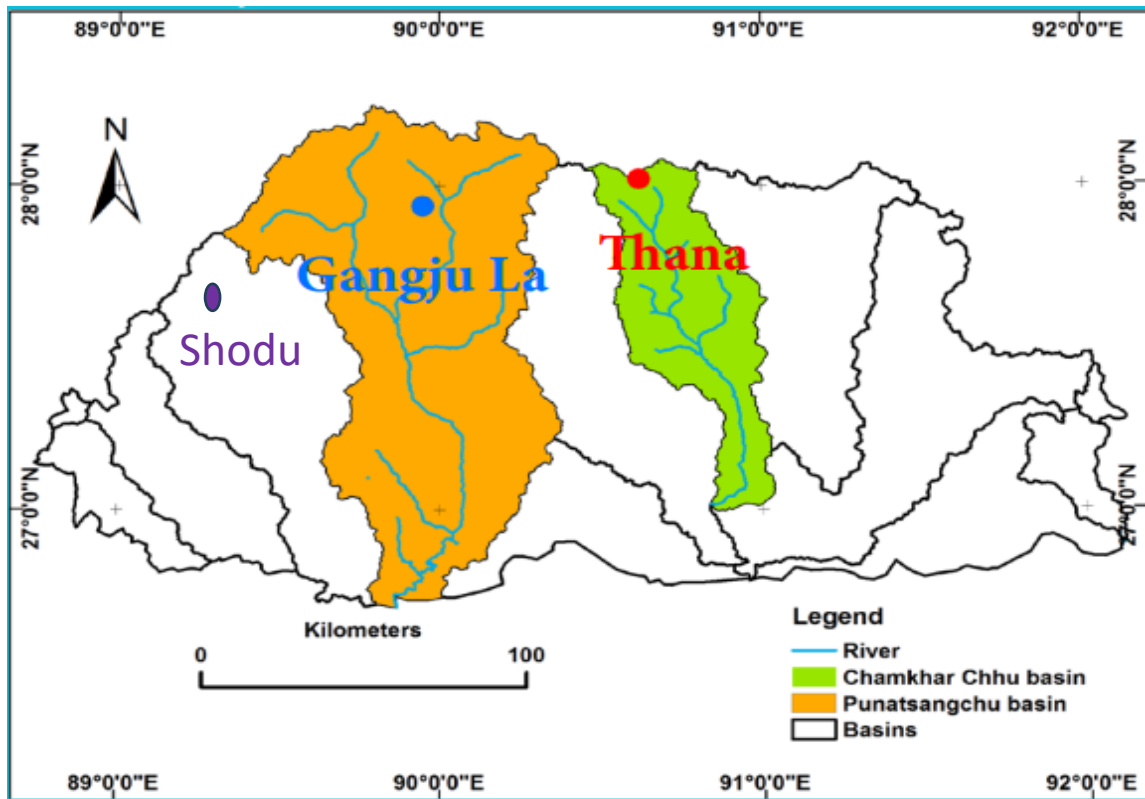 89°0'0"E 90°0'0"E 91°0'0"E 92°0'0"E
N
28°0'0"N
28°0'0"N
Thana
Gangju La
Shodu
27°0'0"N
27°0'0"N
Kilometers
0 100
Legend
River
Chamkhar Chhu basin
Punatsangchu basin
Basins
89°0'0"E 90°0'0"E 91°0'0"E 92°0'0"E